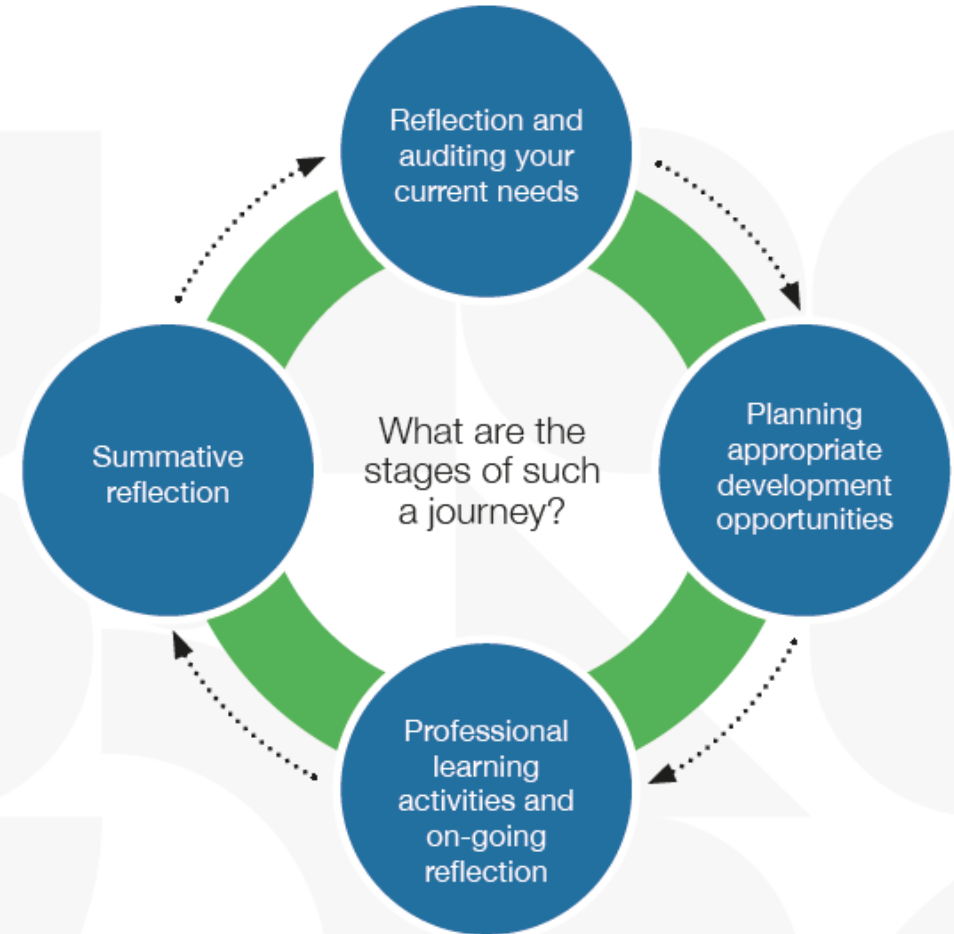 Reflection and
auditing your
current needs
Planning
appropriate
development
opportunities
Professional
learning
activities and
on-going
reflection
Summative
reflection
What are the
stages of such
a journey?